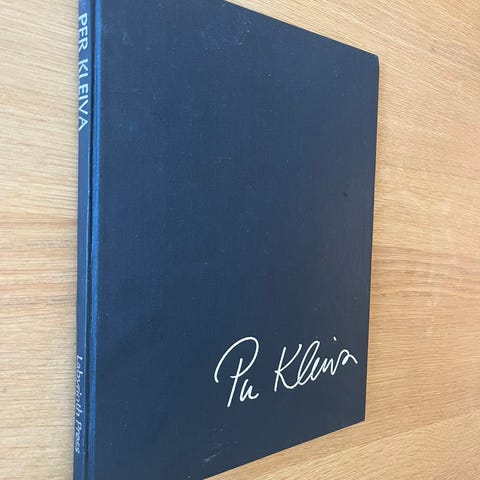 PER KLEIVA
Labyrinth Press
Per Kleiva